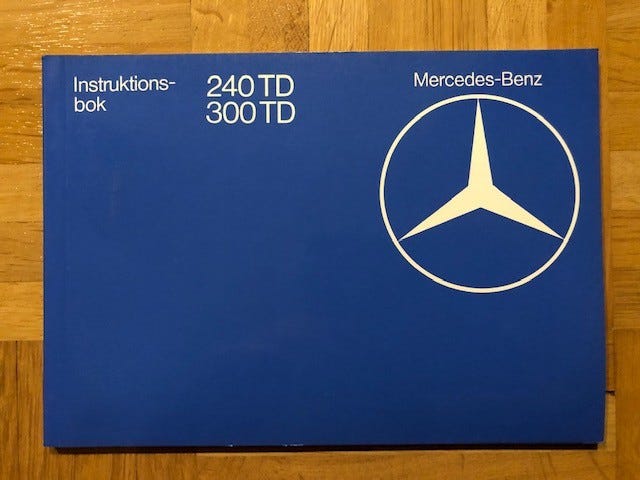 Instruktions-
bok
240 TD
300 TD
Mercedes-Benz